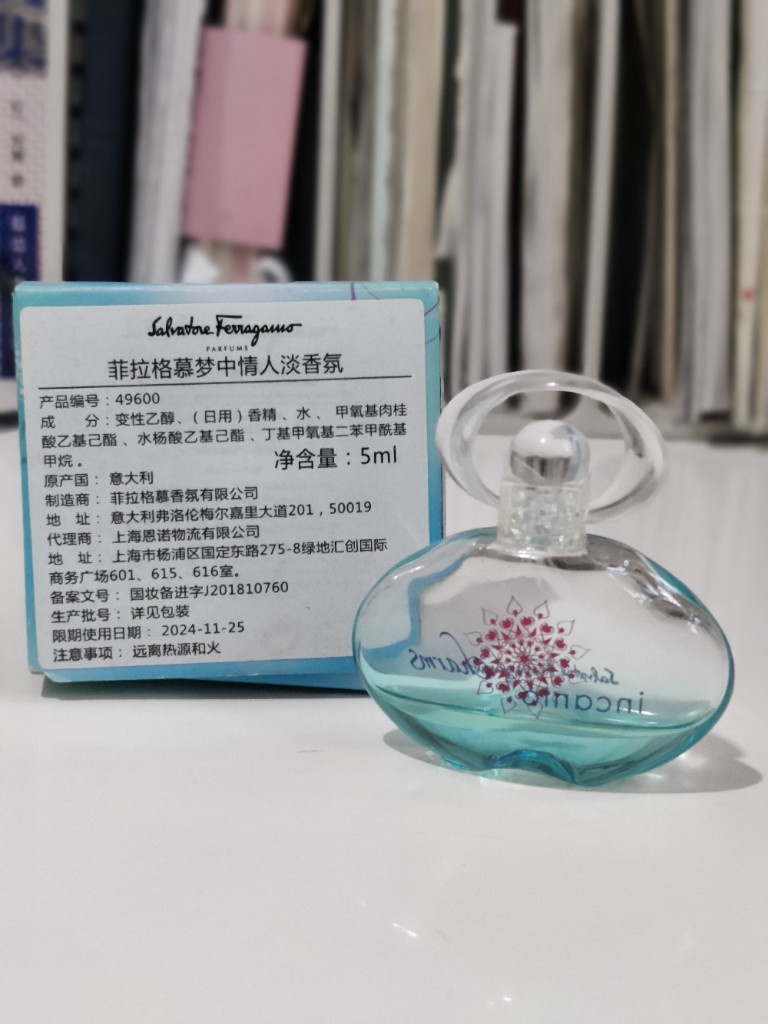 集
Salvatore Ferragamo
PARFUMS
菲拉格慕梦中情人淡香氛
产品编号：49600
成　　分：变性乙醇、（日用）香精 、水 、 甲氧基肉桂
酸乙基己酯 、水杨酸乙基己酯 、丁基甲氧基二苯甲酰基
甲烷 。
净含量：5ml
原产国： 意大利
制造商： 菲拉格慕香氛有限公司
地　址： 意大利弗洛伦梅尔嘉里大道201，50019
代理商： 上海恩诺物流有限公司
地　址： 上海市杨浦区国定东路275-8绿地汇创国际
商务广场601、615、616室。
备案文号： 国妆备进字J201810760
生产批号： 详见包装
限期使用日期： 2024-11-25
注意事项： 远离热源和火
charms
incanto